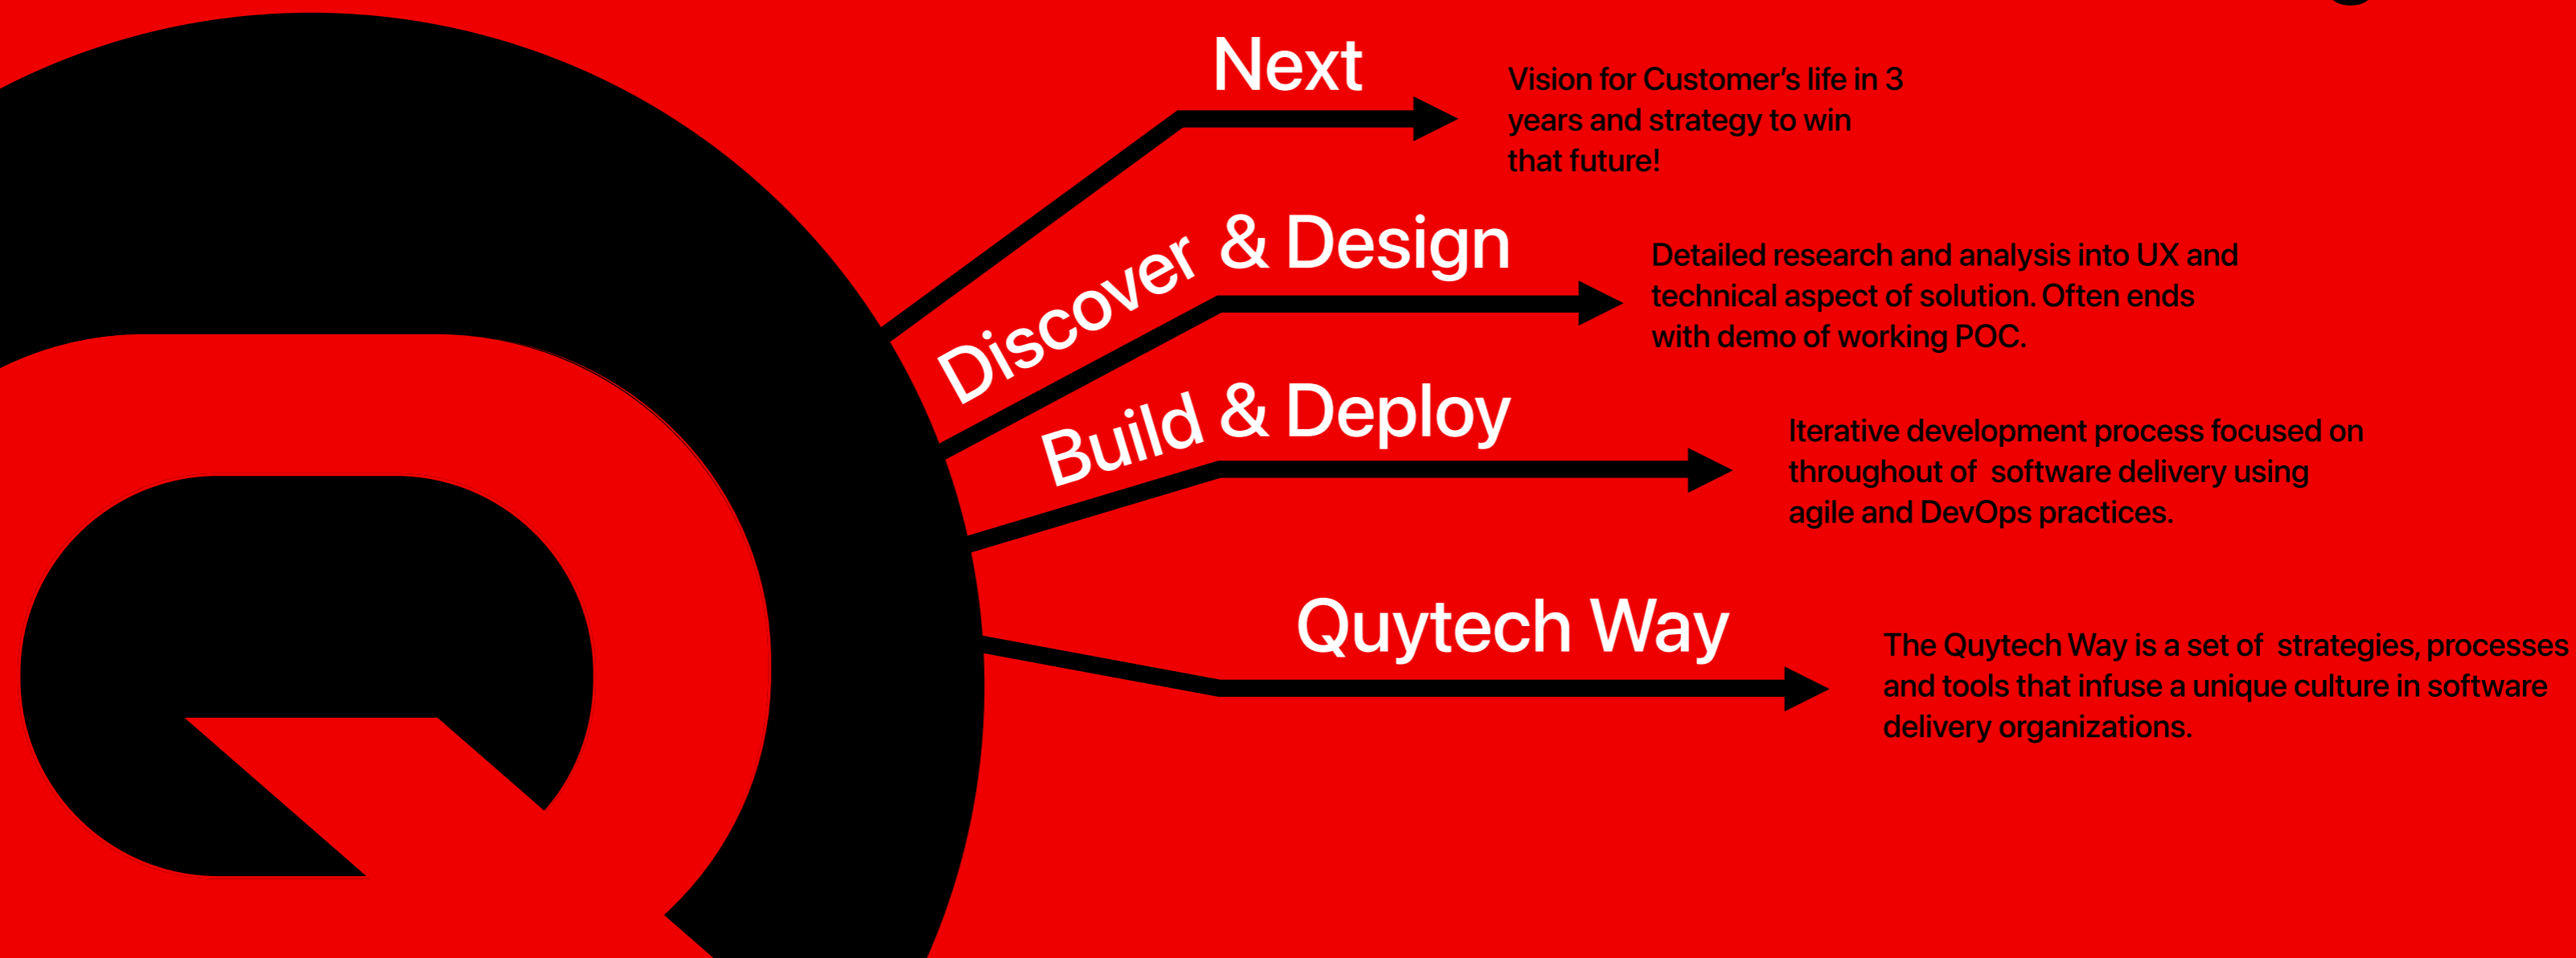 Next
Vision for Customer's life in 3
years and strategy to win
that future!
Discover & Design
Detailed research and analysis into UX and
technical aspect of solution. Often ends
with demo of working POC.
Build & Deploy
Iterative development process focused on
throughout of  software delivery using
agile and DevOps practices.
Quytech Way
The Quytech Way is a set of  strategies, processes
and tools that infuse a unique culture in software
delivery organizations.